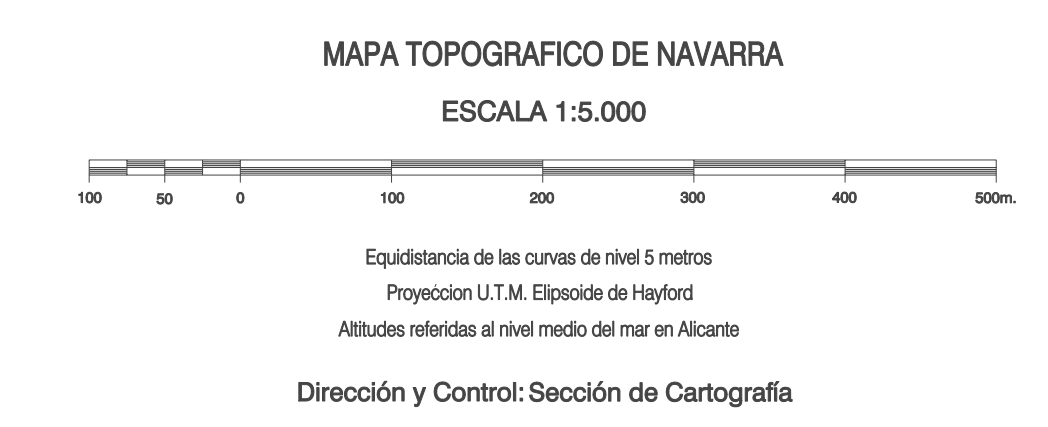 MAPA TOPOGRAFICO DE NAVARRA
ESCALA 1:5.000
100 50 0 100 200 300 400 500m.
Equidistancia de las curvas de nivel 5 metros
Proyeċcion U.T.M. Elipsoide de Hayford
Altitudes referidas al nivel medio del mar en Alicante
Dirección y Control: Sección de Cartografía